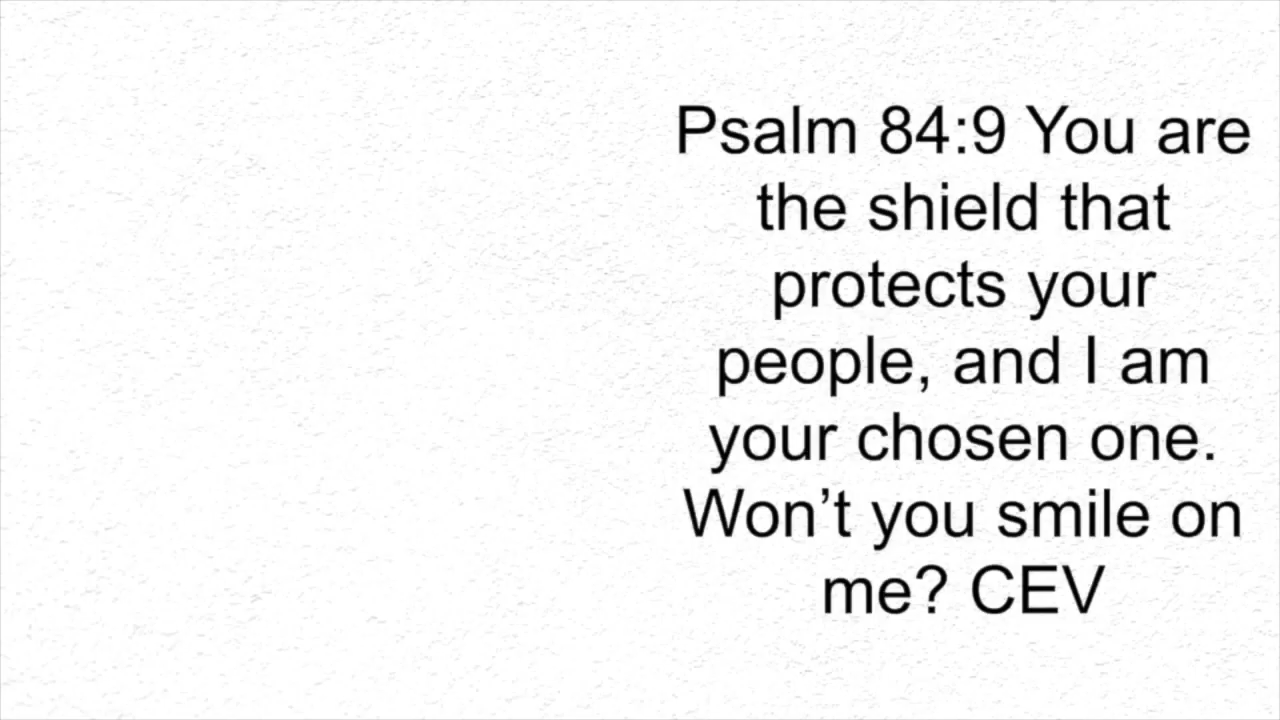 Psalm 84:9 You are
the shield that
protects your
people, and I am
your chosen one.
Won’t you smile on
me? CEV